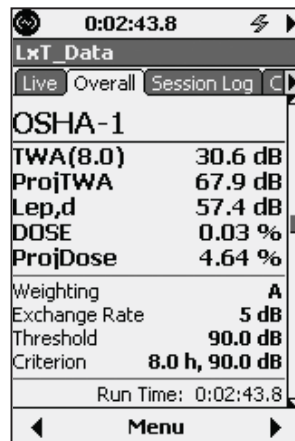 0:02:43.8
LxT_Data
Live Overall Session Log C
OSHA-1
TWA(8.0) 30.6 dB
ProjTWA 67.9 dB
Lep,d 57.4 dB
DOSE 0.03 %
ProjDose 4.64 %
Weighting A
Exchange Rate 5 dB
Threshold 90.0 dB
Criterion 8.0 h, 90.0 dB
Run Time: 0:02:43.8
Menu